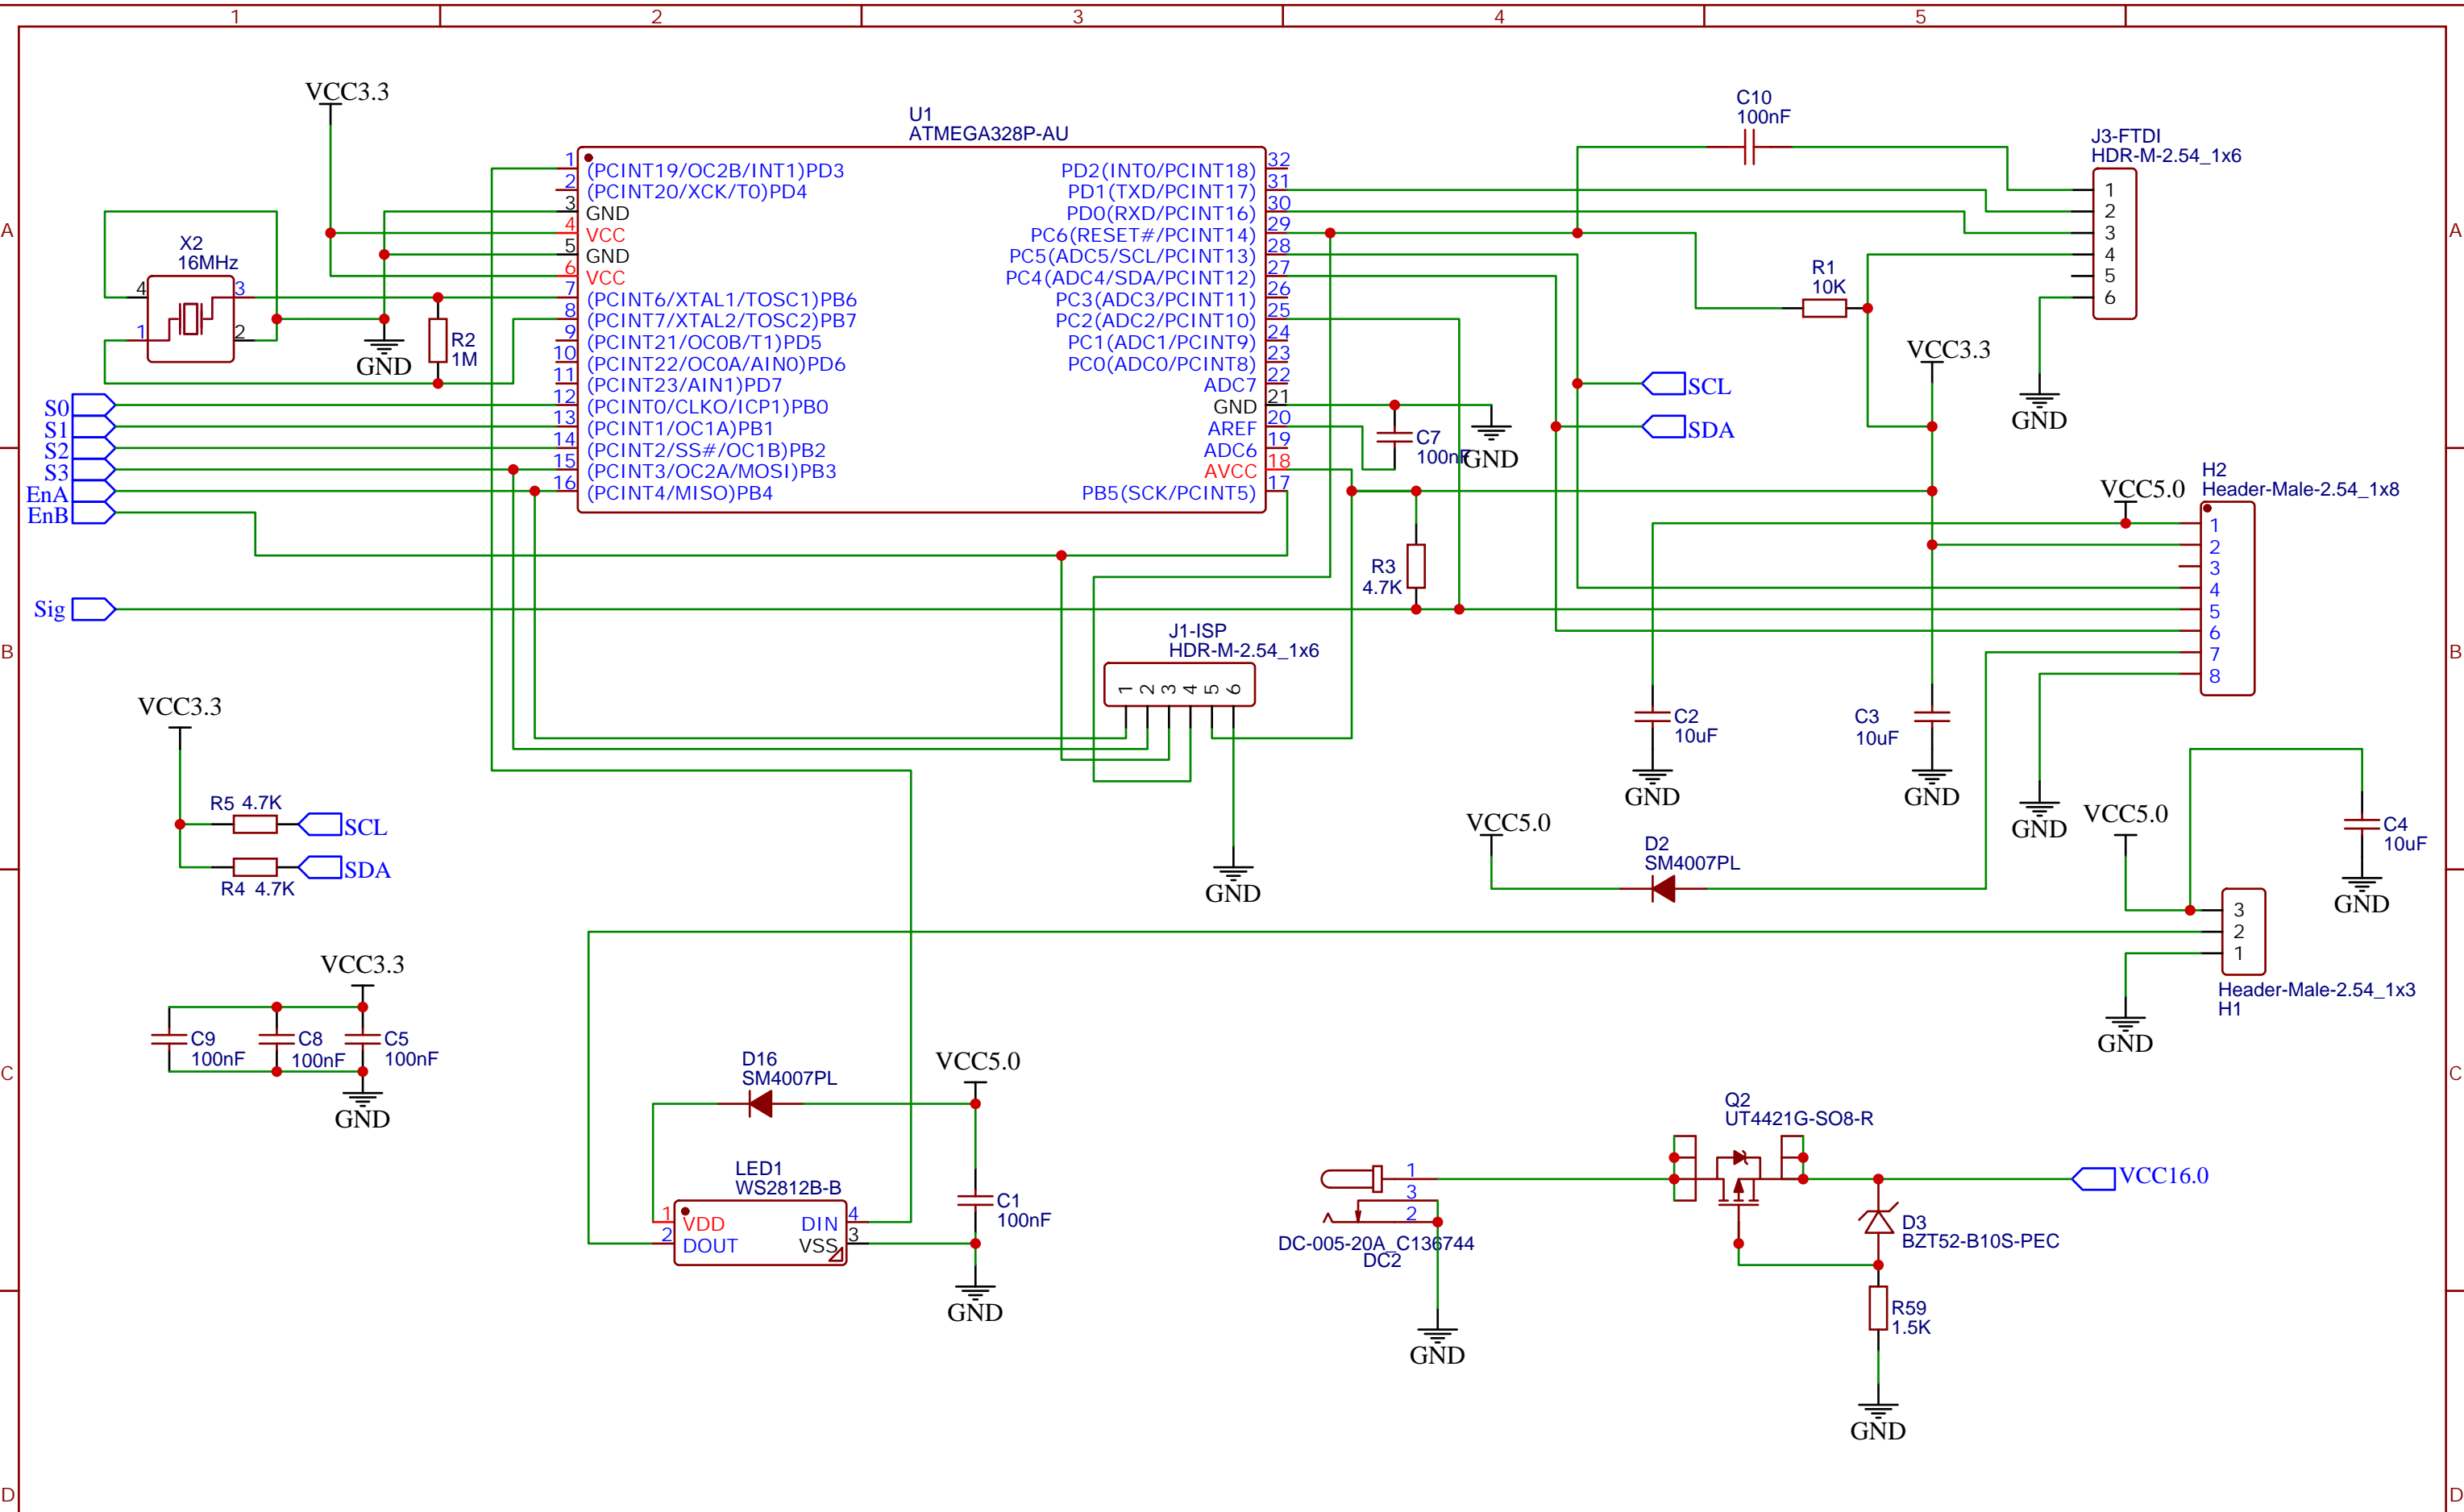 1 2 3 4 5
A
B
C
D
A
B
C
D
VCC3.3
X2
16MHz
4
3
1
2
GND
R2
1M
S0
S1
S2
S3
EnA
EnB
Sig
U1
ATMEGA328P-AU
1 (PCINT19/OC2B/INT1)PD3
2 (PCINT20/XCK/T0)PD4
3 GND
4 VCC
5 GND
6 VCC
7 (PCINT6/XTAL1/TOSC1)PB6
8 (PCINT7/XTAL2/TOSC2)PB7
9 (PCINT21/OC0B/T1)PD5
10 (PCINT22/OC0A/AIN0)PD6
11 (PCINT23/AIN1)PD7
12 (PCINT0/CLKO/ICP1)PB0
13 (PCINT1/OC1A)PB1
14 (PCINT2/SS#/OC1B)PB2
15 (PCINT3/OC2A/MOSI)PB3
16 (PCINT4/MISO)PB4
PD2(INT0/PCINT18) 32
PD1(TXD/PCINT17) 31
PD0(RXD/PCINT16) 30
PC6(RESET#/PCINT14) 29
PC5(ADC5/SCL/PCINT13) 28
PC4(ADC4/SDA/PCINT12) 27
PC3(ADC3/PCINT11) 26
PC2(ADC2/PCINT10) 25
PC1(ADC1/PCINT9) 24
PC0(ADC0/PCINT8) 23
ADC7 22
GND 21
AREF 20
ADC6 19
AVCC 18
PB5(SCK/PCINT5) 17
C10
100nF
J3-FTDI
HDR-M-2.54_1x6
1
2
3
4
5
6
GND
R1
10K
VCC3.3
SCL
SDA
C7
100nF
GND
R3
4.7K
VCC5.0
H2
Header-Male-2.54_1x8
1
2
3
4
5
6
7
8
GND
J1-ISP
HDR-M-2.54_1x6
1 2 3 4 5 6
GND
C2
10uF
GND
C3
10uF
GND
VCC3.3
R5 4.7K
SCL
SDA
R4 4.7K
VCC5.0
D2
SM4007PL
VCC5.0
C4
10uF
GND
3
2
1
Header-Male-2.54_1x3
H1
GND
VCC3.3
C9
100nF
C8
100nF
C5
100nF
GND
D16
SM4007PL
VCC5.0
LED1
WS2812B-B
1 VDD DIN 4
2 DOUT VSS 3
C1
100nF
GND
1
3
2
DC-005-20A_C136744
DC2
GND
Q2
UT4421G-SO8-R
VCC16.0
D3
BZT52-B10S-PEC
R59
1.5K
GND